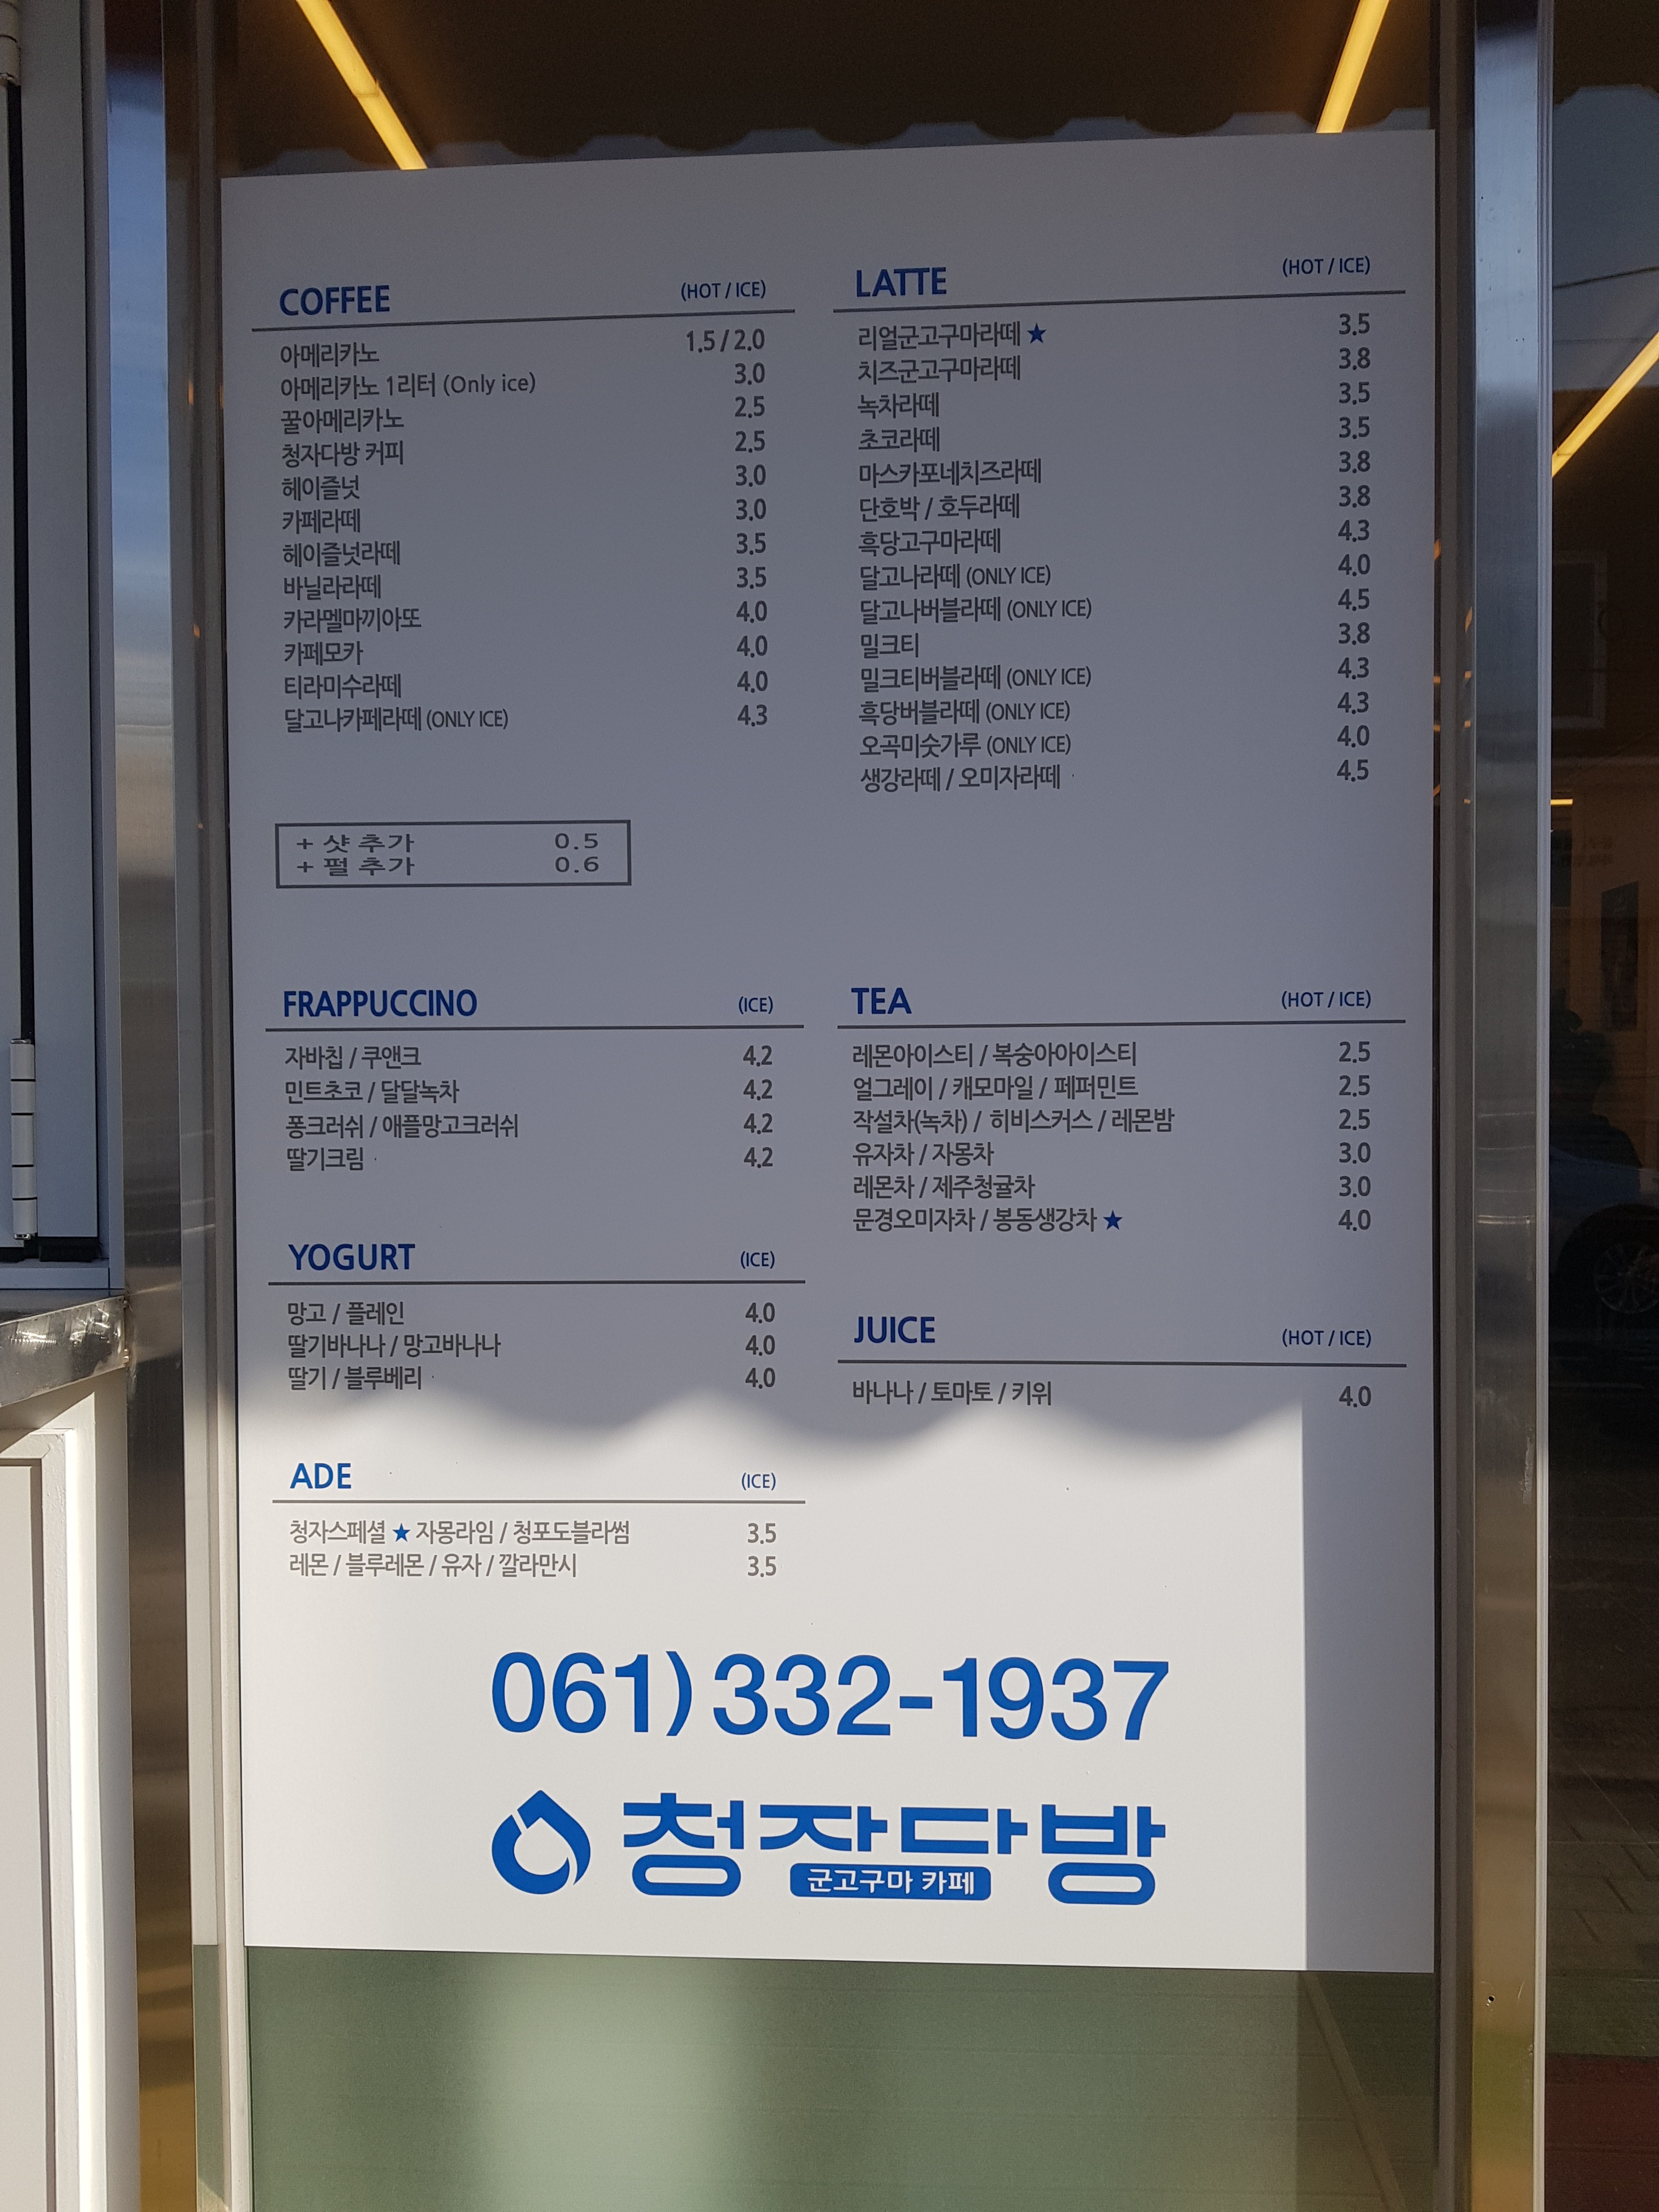 COFFEE (HOT / ICE)
아메리카노 1.5 / 2.0
아메리카노 1리터 (Only ice) 3.0
꿀아메리카노 2.5
청자다방 커피 2.5
헤이즐넛 3.0
카페라떼 3.0
헤이즐넛라떼 3.5
바닐라라떼 3.5
카라멜마끼아또 4.0
카페모카 4.0
티라미수라떼 4.0
달고나카페라떼 (ONLY ICE) 4.3
+ 샷 추가 0.5
+ 펄 추가 0.6
LATTE (HOT / ICE)
리얼군고구마라떼 ★ 3.5
치즈군고구마라떼 3.8
녹차라떼 3.5
초코라떼 3.5
마스카포네치즈라떼 3.8
단호박 / 호두라떼 3.8
흑당고구마라떼 4.3
달고나라떼 (ONLY ICE) 4.0
달고나버블라떼 (ONLY ICE) 4.5
밀크티 3.8
밀크티버블라떼 (ONLY ICE) 4.3
흑당버블라떼 (ONLY ICE) 4.3
오곡미숫가루 (ONLY ICE) 4.0
생강라떼 / 오미자라떼 4.5
FRAPPUCCINO (ICE)
자바칩 / 쿠앤크 4.2
민트초코 / 달달녹차 4.2
퐁크러쉬 / 애플망고크러쉬 4.2
딸기크림 4.2
YOGURT (ICE)
망고 / 플레인 4.0
딸기바나나 / 망고바나나 4.0
딸기 / 블루베리 4.0
ADE (ICE)
청자스페셜 ★ 자몽라임 / 청포도블라썸 3.5
레몬 / 블루레몬 / 유자 / 깔라만시 3.5
TEA (HOT / ICE)
레몬아이스티 / 복숭아아이스티 2.5
얼그레이 / 캐모마일 / 페퍼민트 2.5
작설차(녹차) / 히비스커스 / 레몬밤 2.5
유자차 / 자몽차 3.0
레몬차 / 제주청귤차 3.0
문경오미자차 / 봉동생강차 ★ 4.0
JUICE (HOT / ICE)
바나나 / 토마토 / 키위 4.0
061) 332-1937
청자다방
군고구마 카페